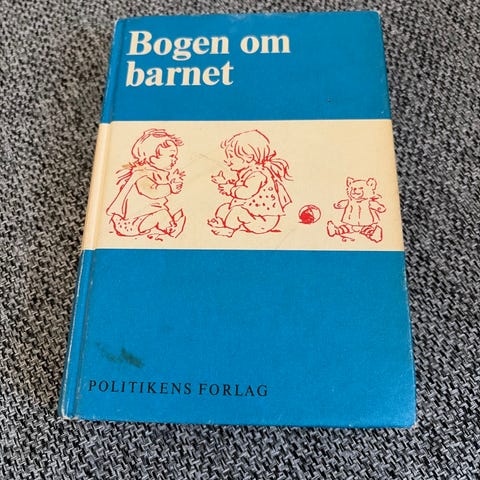 Bogen om
barnet
POLITIKENS FORLAG